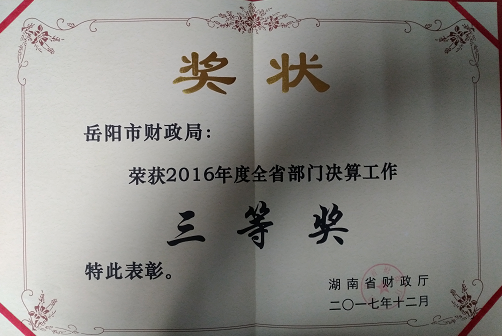 奖状
岳阳市财政局：
荣获2016年度全省部门决算工作
三等奖
特此表彰。
湖南省财政厅
二〇一七年十二月